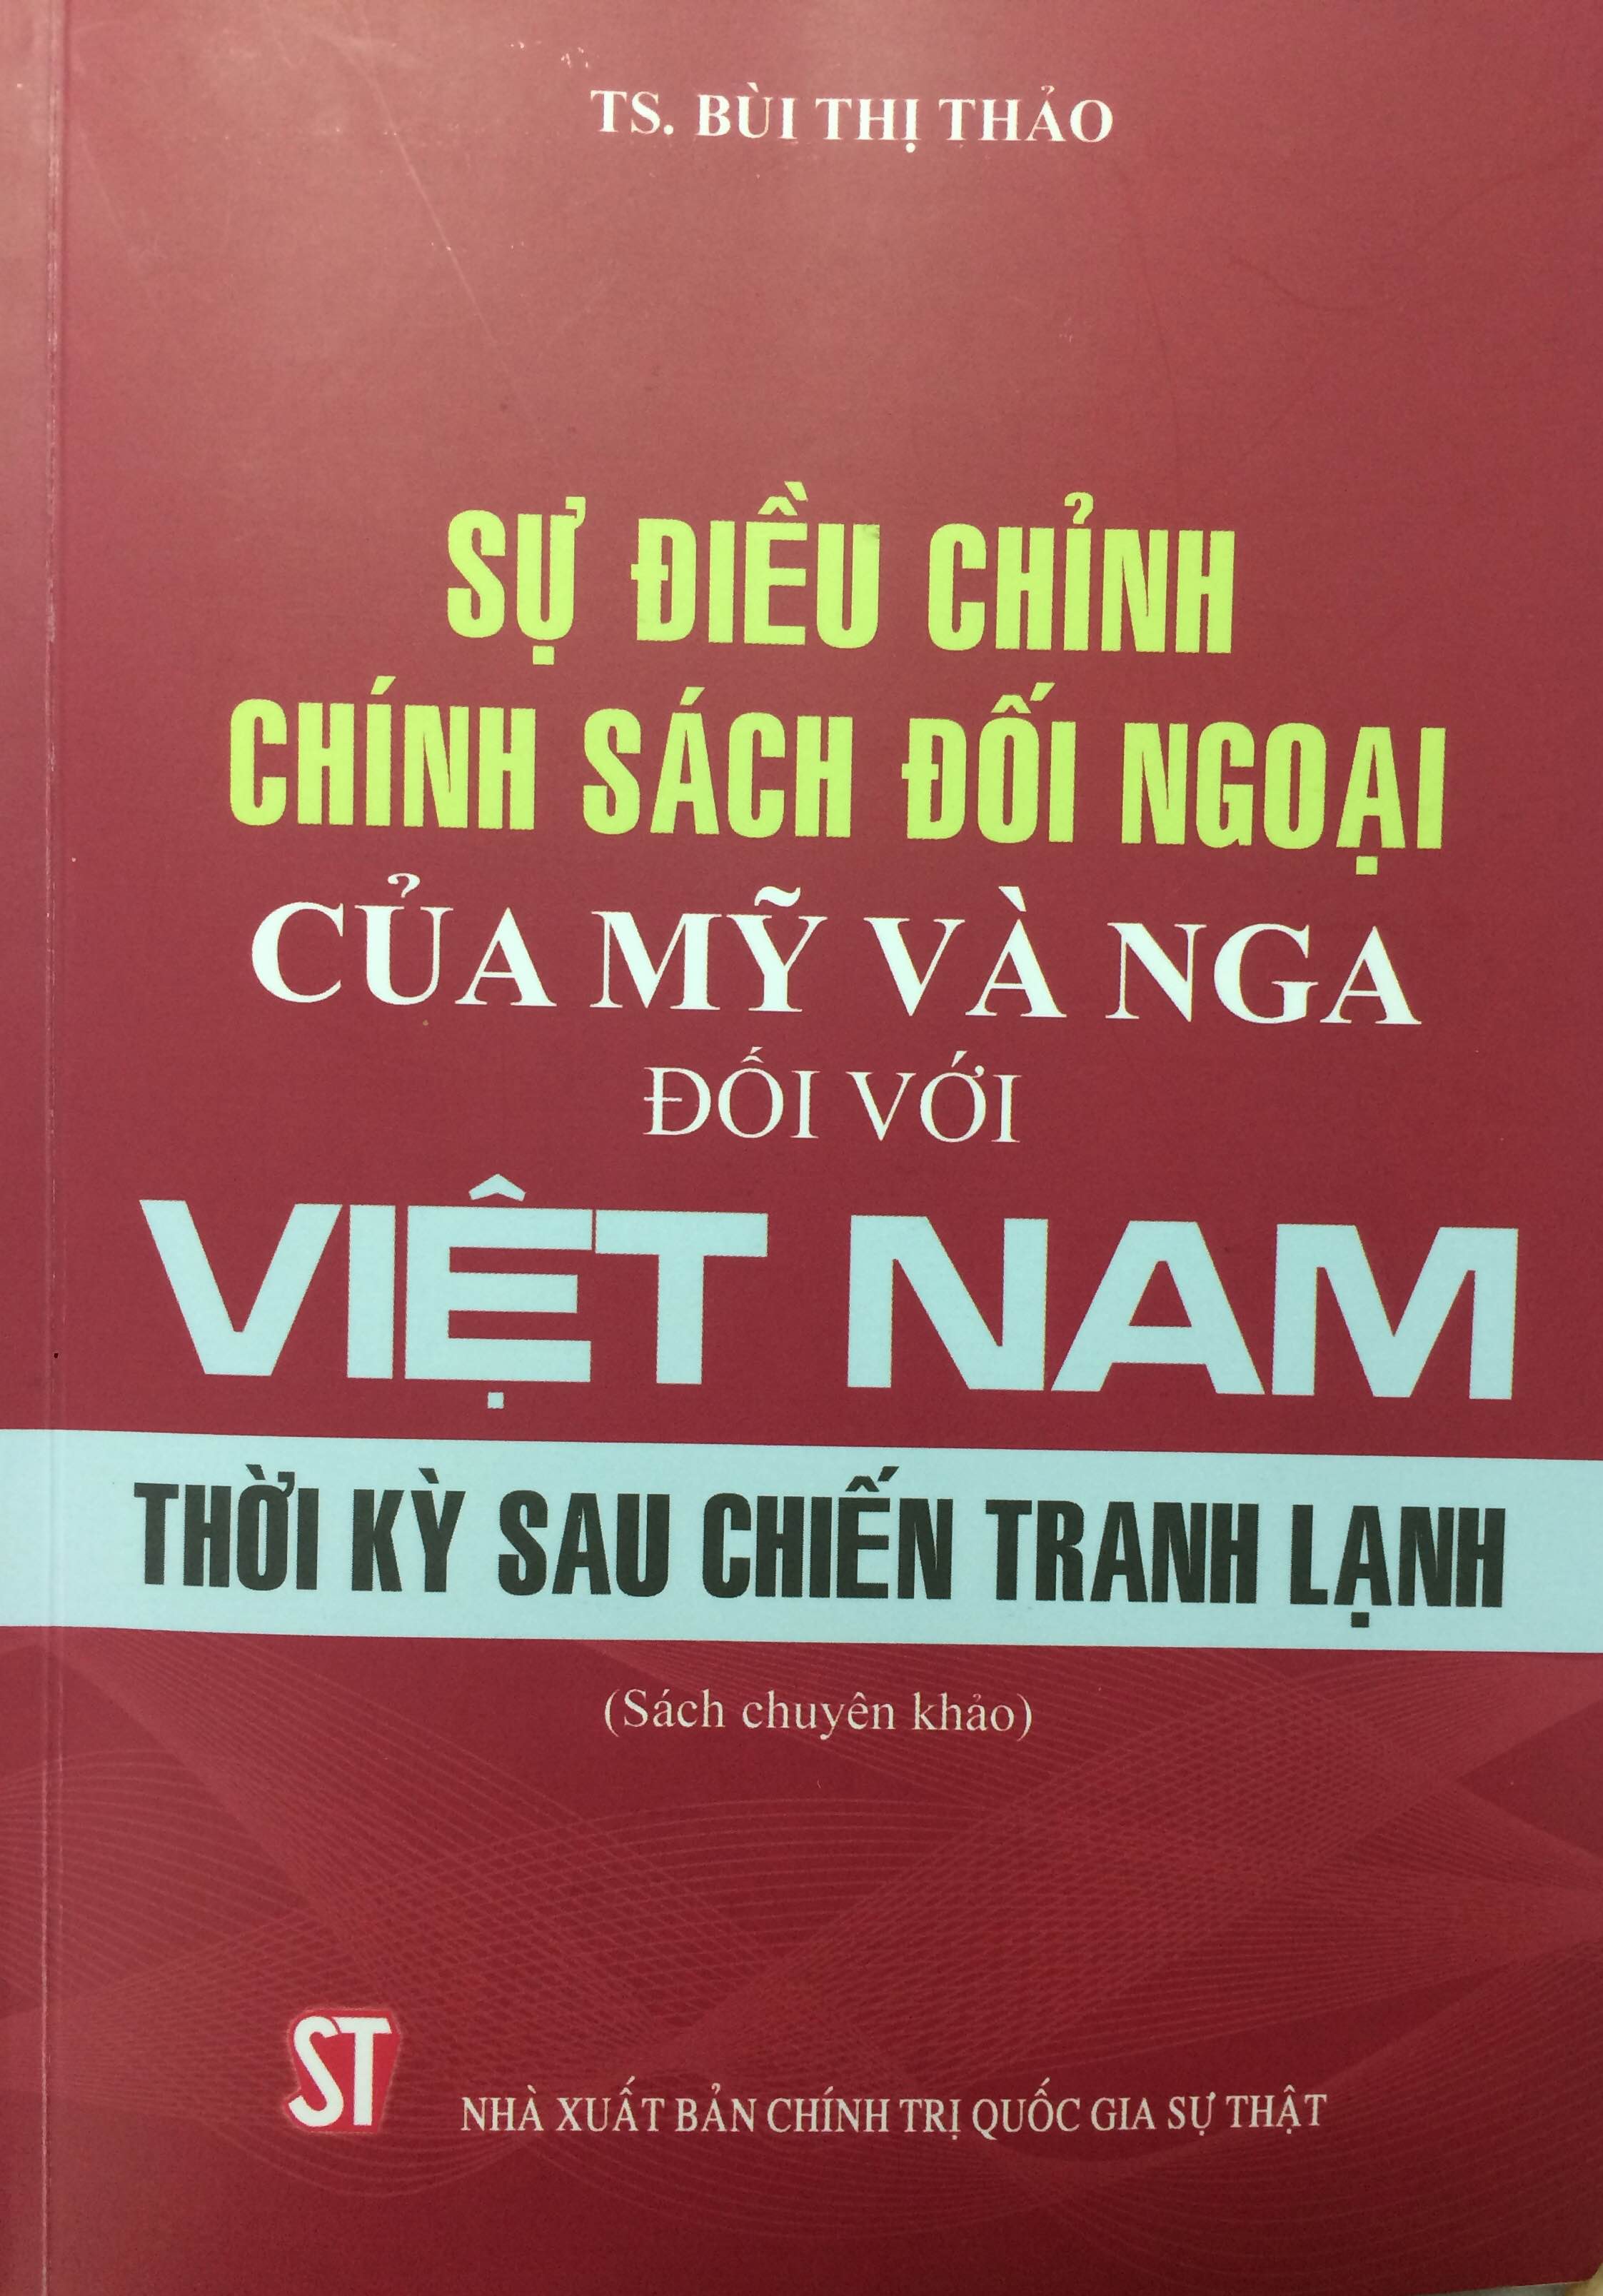 TS. BÙI THỊ THẢO
SỰ ĐIỀU CHỈNH
CHÍNH SÁCH ĐỐI NGOẠI
CỦA MỸ VÀ NGA
ĐỐI VỚI
VIỆT NAM
THỜI KỲ SAU CHIẾN TRANH LẠNH
(Sách chuyên khảo)
ST
NHÀ XUẤT BẢN CHÍNH TRỊ QUỐC GIA SỰ THẬT